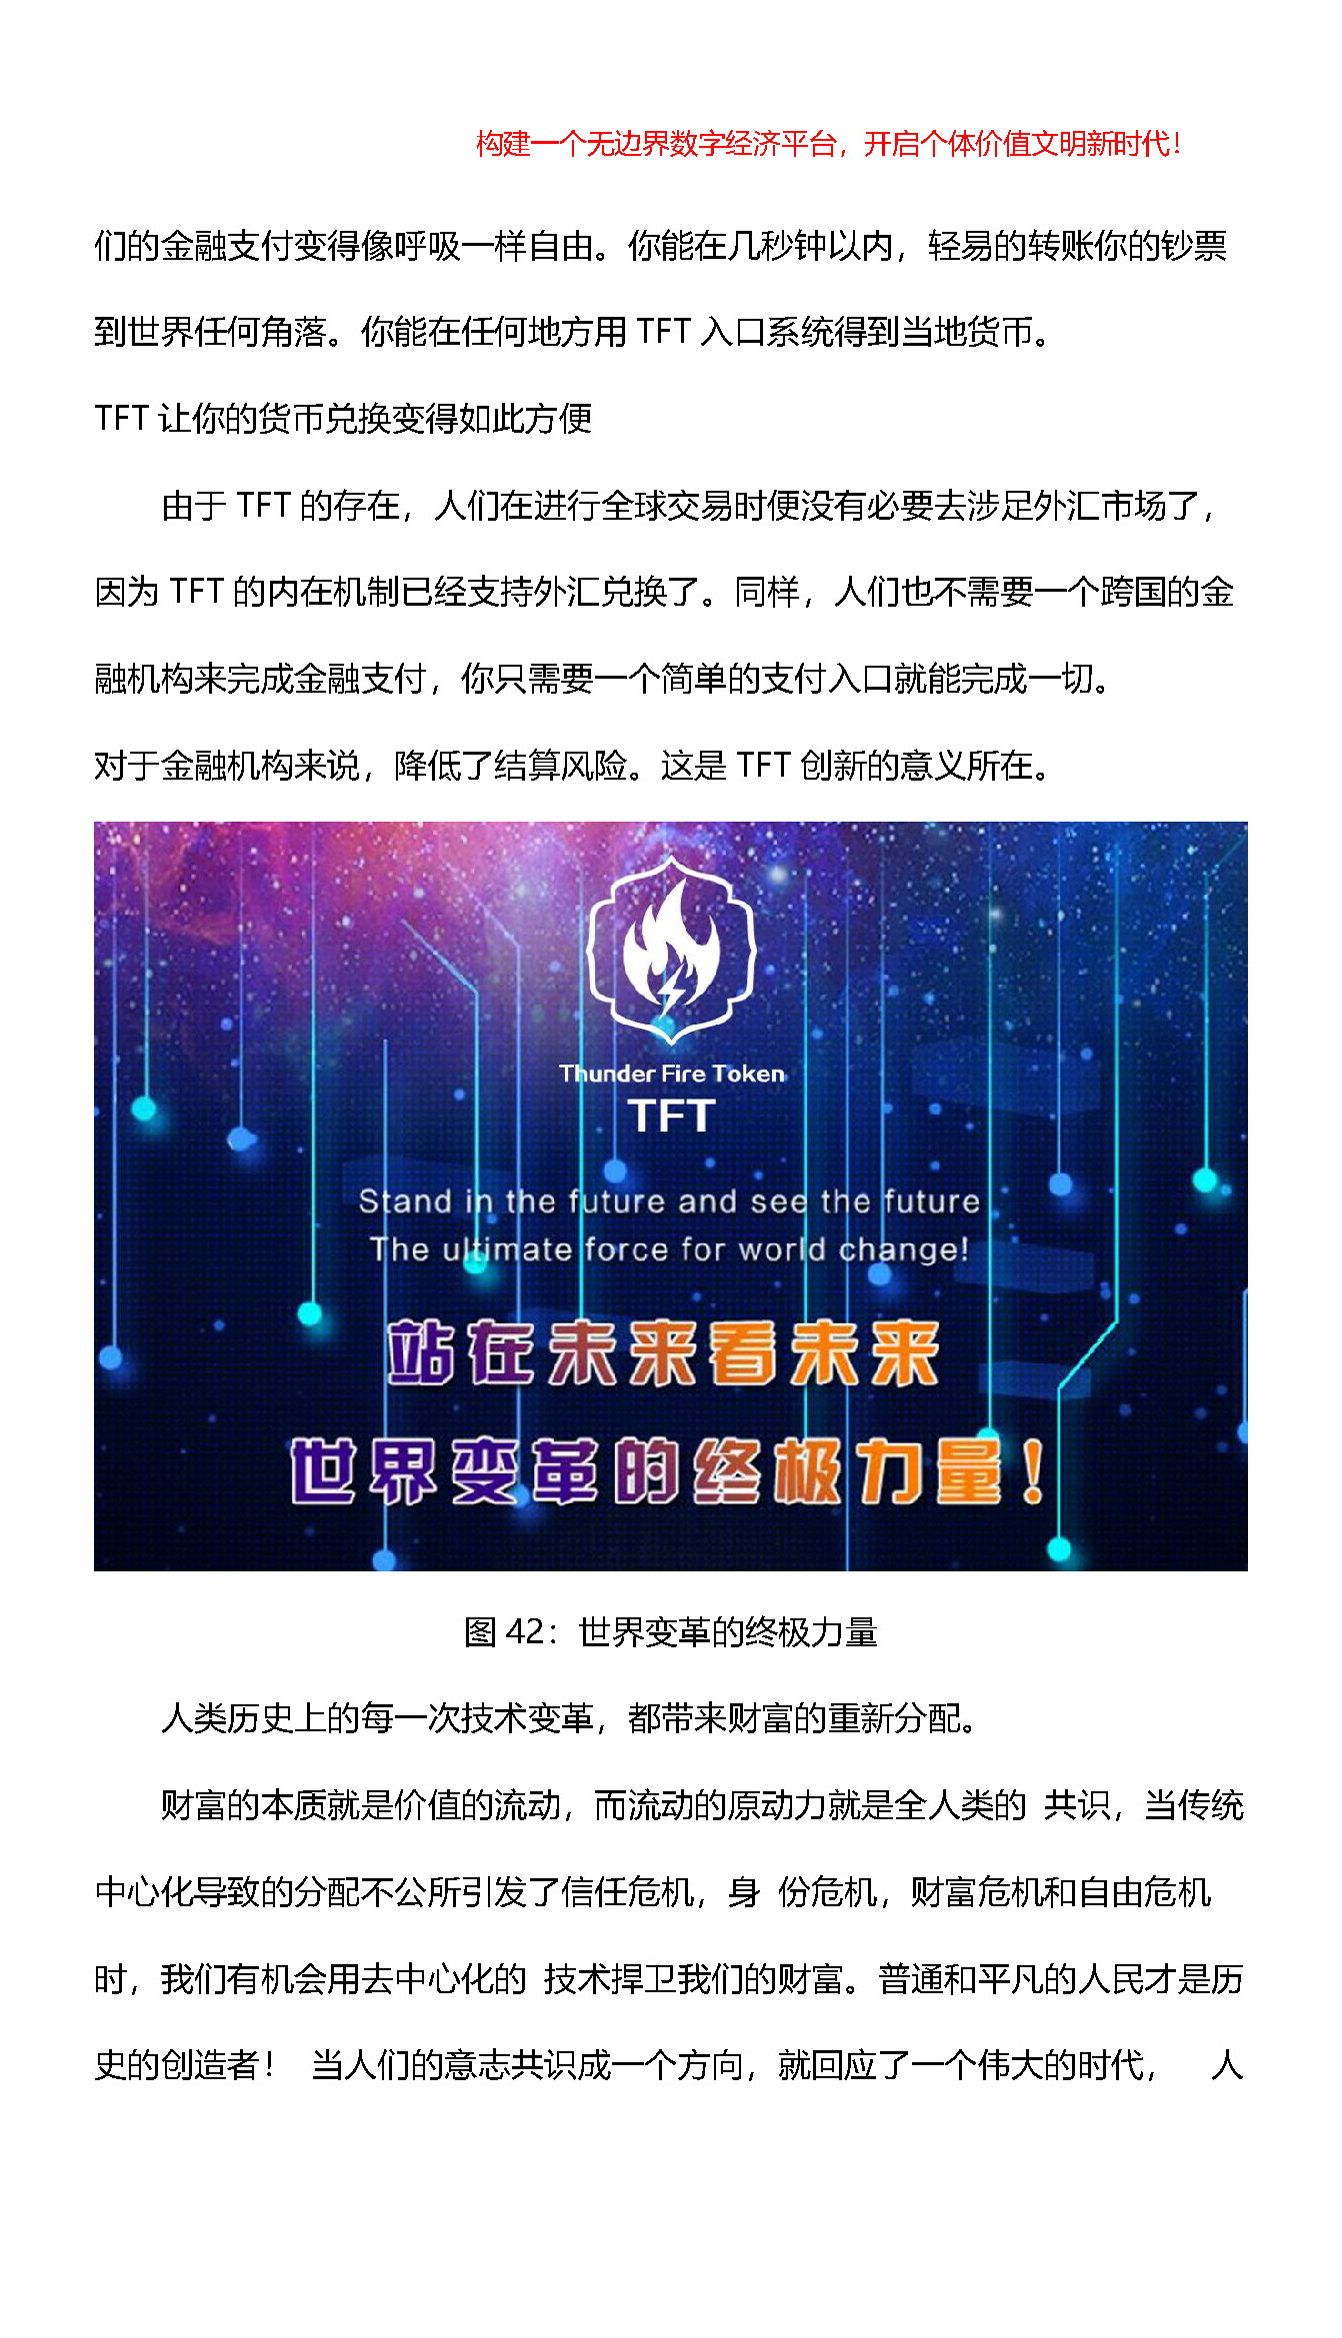 构建一个无边界数字经济平台，开启个体价值文明新时代！
们的金融支付变得像呼吸一样自由。你能在几秒钟以内，轻易的转账你的钞票
到世界任何角落。你能在任何地方用 TFT 入口系统得到当地货币。
TFT 让你的货币兑换变得如此方便
由于 TFT 的存在，人们在进行全球交易时便没有必要去涉足外汇市场了，
因为 TFT 的内在机制已经支持外汇兑换了。同样，人们也不需要一个跨国的金
融机构来完成金融支付，你只需要一个简单的支付入口就能完成一切。
对于金融机构来说，降低了结算风险。这是 TFT 创新的意义所在。
Thunder Fire Token
TFT
Stand in the future and see the future
The ultimate force for world change!
站在未来看未来
世界变革的终极力量！
图 42：世界变革的终极力量
人类历史上的每一次技术变革，都带来财富的重新分配。
财富的本质就是价值的流动，而流动的原动力就是全人类的 共识，当传统
中心化导致的分配不公所引发了信任危机，身 份危机，财富危机和自由危机
时，我们有机会用去中心化的 技术捍卫我们的财富。普通和平凡的人民才是历
史的创造者！ 当人们的意志共识成一个方向，就回应了一个伟大的时代， 人